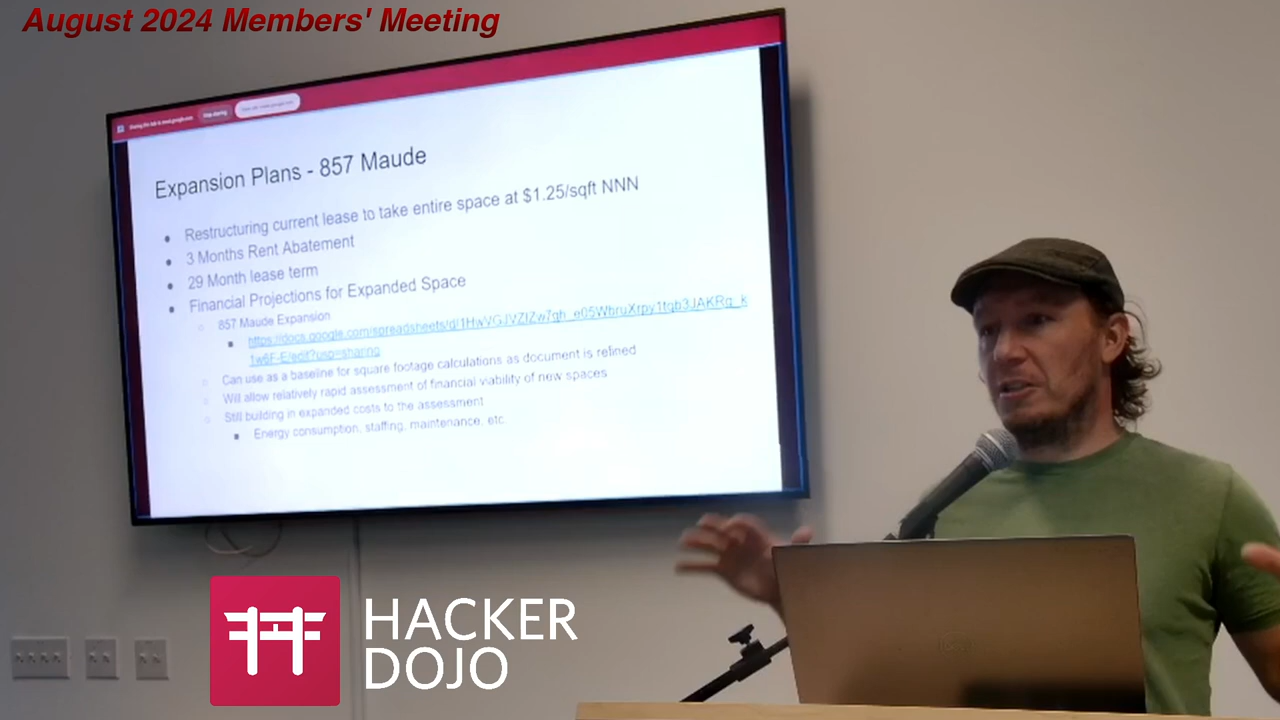 August 2024 Members' Meeting
Stop sharing
Expansion Plans - 857 Maude
Restructuring current lease to take entire space at $1.25/sqft NNN
3 Months Rent Abatement
29 Month lease term
Financial Projections for Expanded Space
857 Maude Expansion
Can use as a baseline for square footage calculations as document is refined
Will allow relatively rapid assessment of financial viability of new spaces
Still building in expanded costs to the assessment
Energy consumption, staffing, maintenance, etc.
HACKER
DOJO